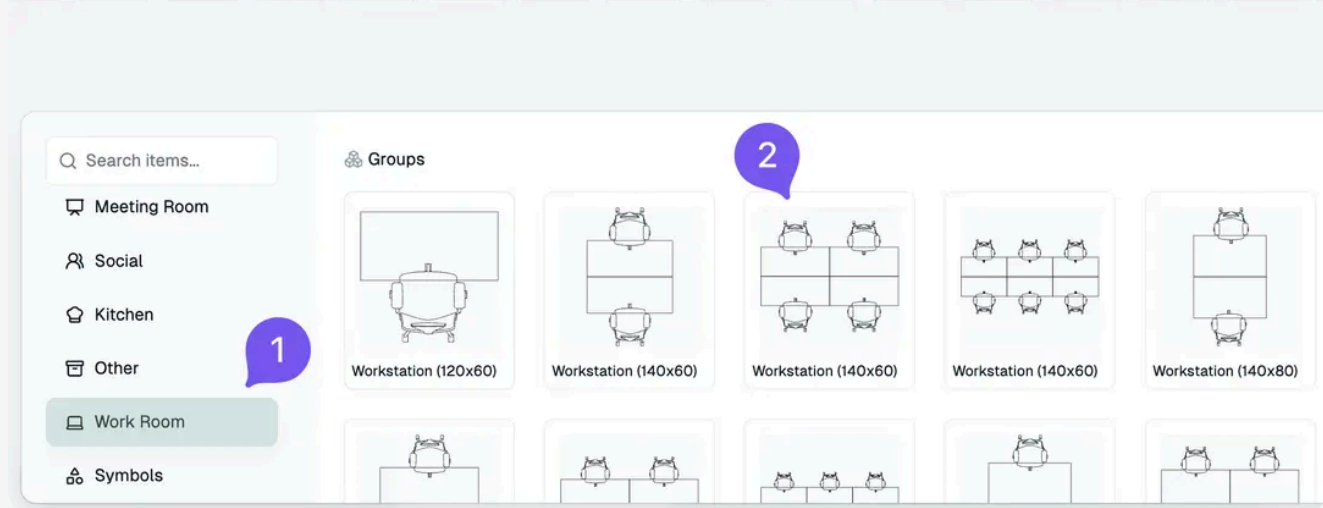 Search items...
Meeting Room
Social
Kitchen
Other
Work Room
Symbols
1
Groups
2
Workstation (120x60)
Workstation (140x60)
Workstation (140x60)
Workstation (140x60)
Workstation (140x80)